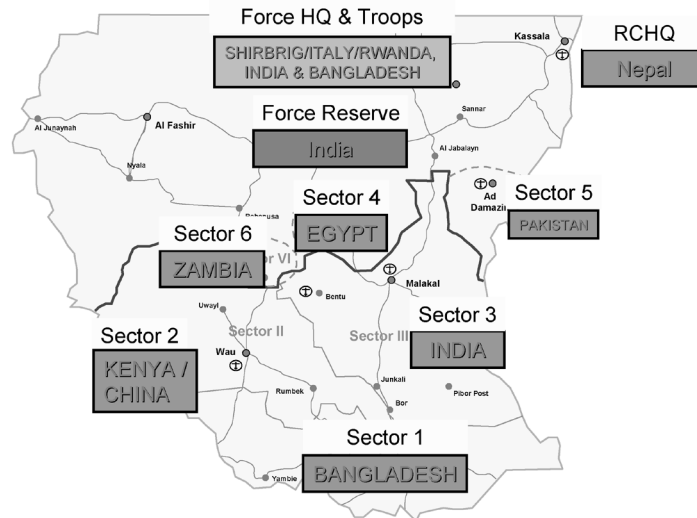 Force HQ & Troops
SHIRBRIG/ITALY/RWANDA,
INDIA & BANGLADESH
Kassala
RCHQ
Nepal
Al Junaynah
Al Fashir
Sannar
Force Reserve
India
Al Jabalayn
Nyala
Sector 4
EGYPT
Ad
Sector 5
PAKISTAN
Sector 6
ZAMBIA
Malakal
Bentu
Uwayl
Sector II
Sector III
Sector 3
INDIA
Sector 2
KENYA /
CHINA
Wau
Rumbek
Junkali
Pibor Post
Bor
Sector 1
BANGLADESH
Yambie